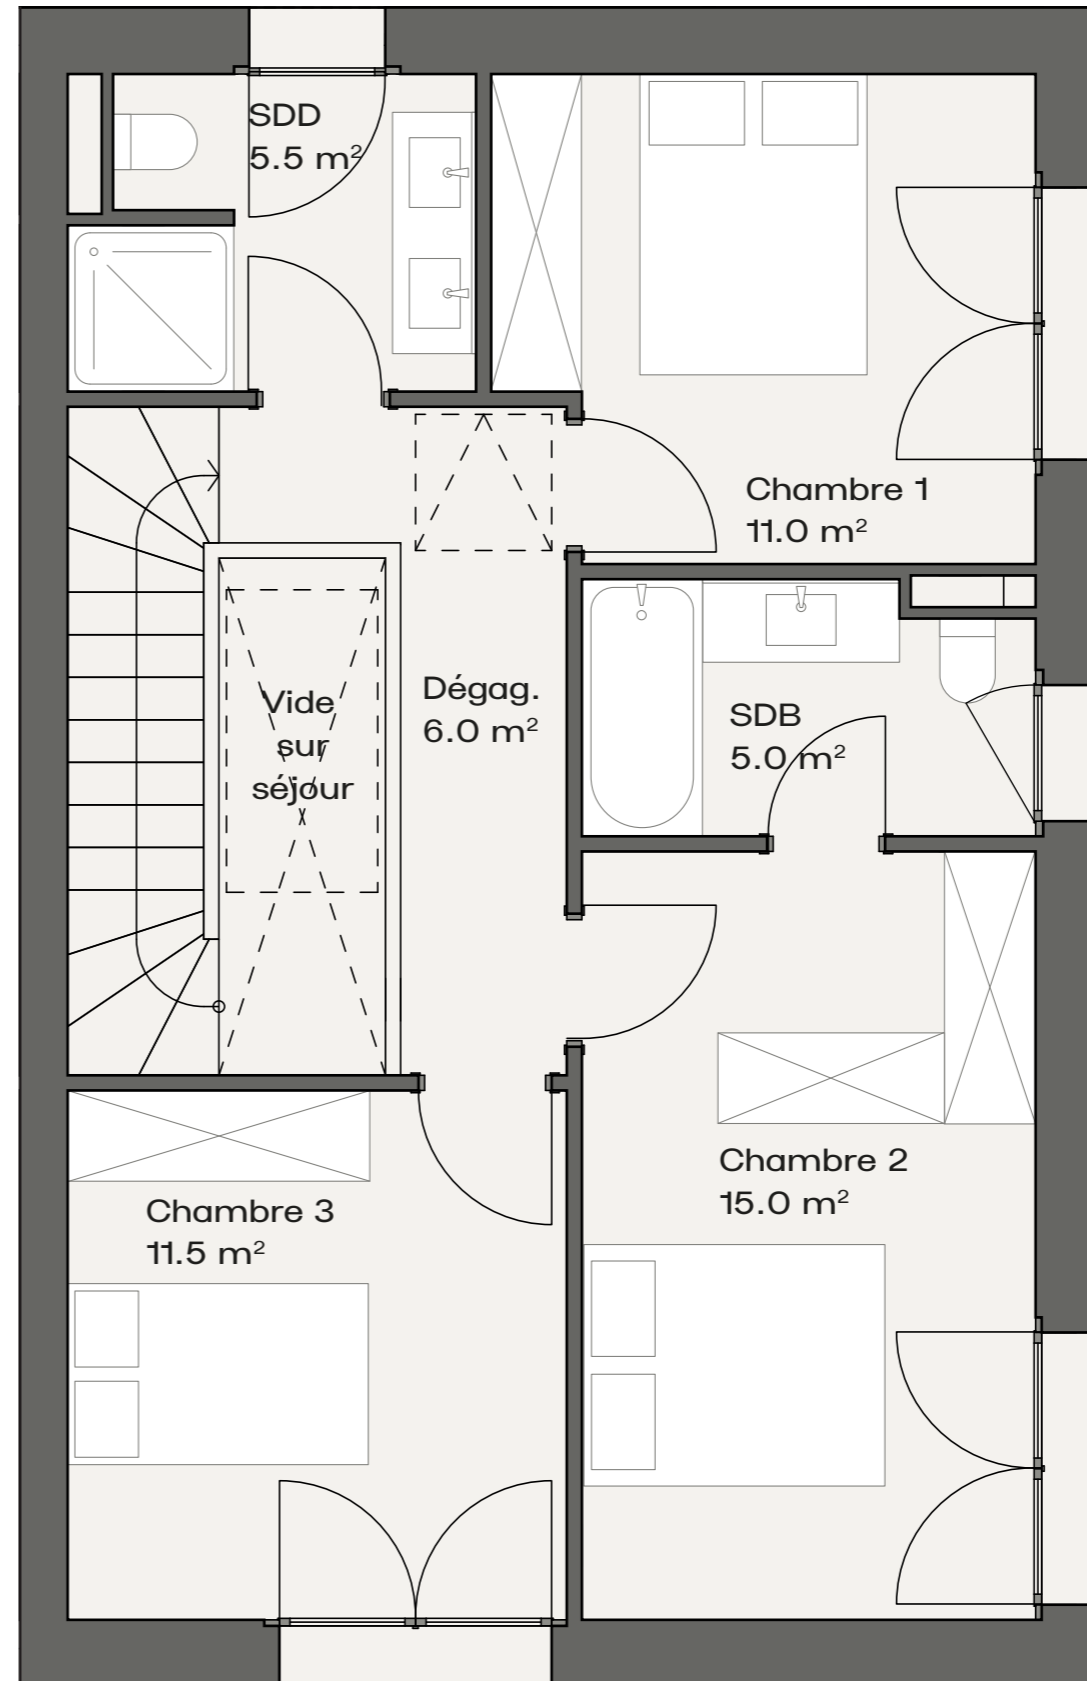 SDD
5.5 m²
Chambre 1
11.0 m²
Vide
sur
séjour
Dégag.
6.0 m²
SDB
5.0 m²
Chambre 2
15.0 m²
Chambre 3
11.5 m²